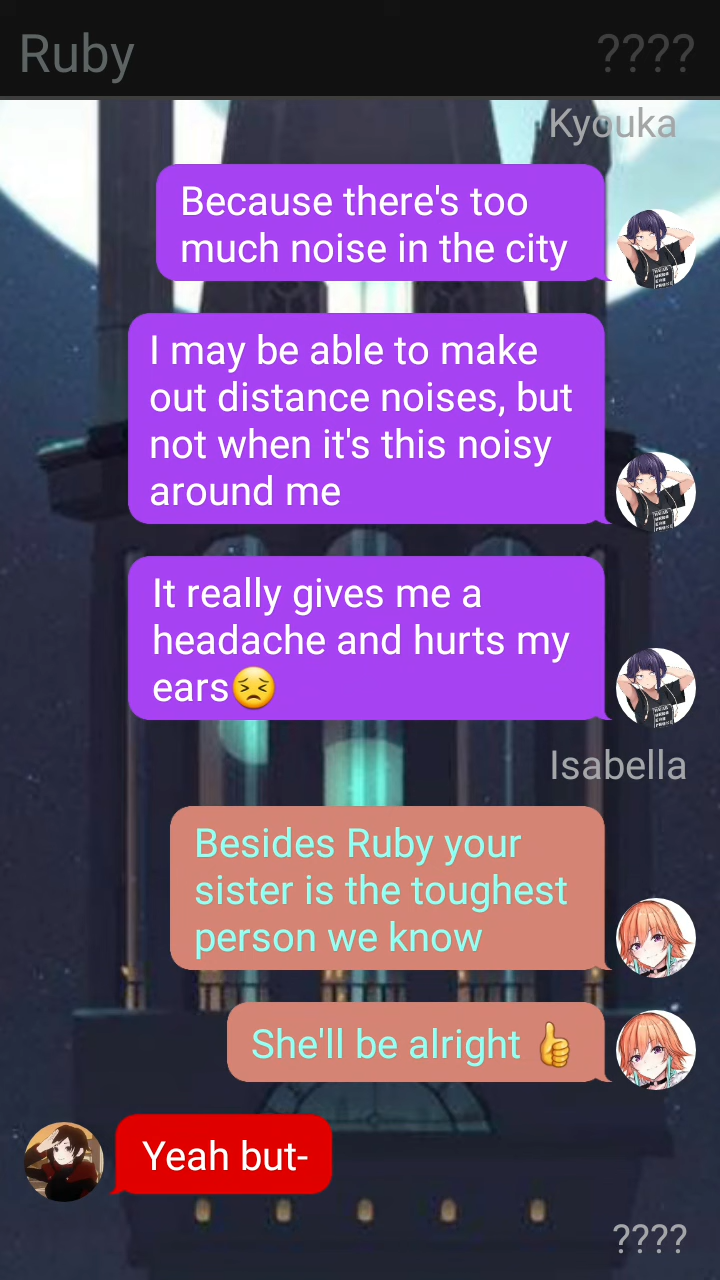 Ruby ????
Kyouka
Because there's too
much noise in the city
I may be able to make
out distance noises, but
not when it's this noisy
around me
It really gives me a
headache and hurts my
ears😣
Isabella
Besides Ruby your
sister is the toughest
person we know
She'll be alright 👍
Yeah but-
????